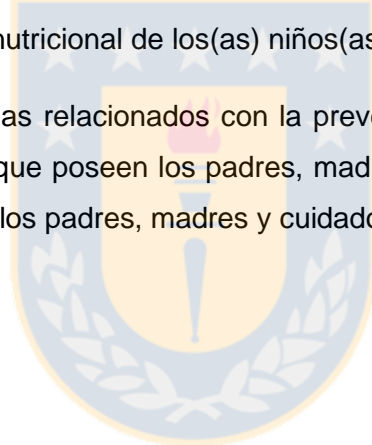 nutricional de los(as) niños(as
as relacionados con la prev
que poseen los padres, mad
los padres, madres y cuidado